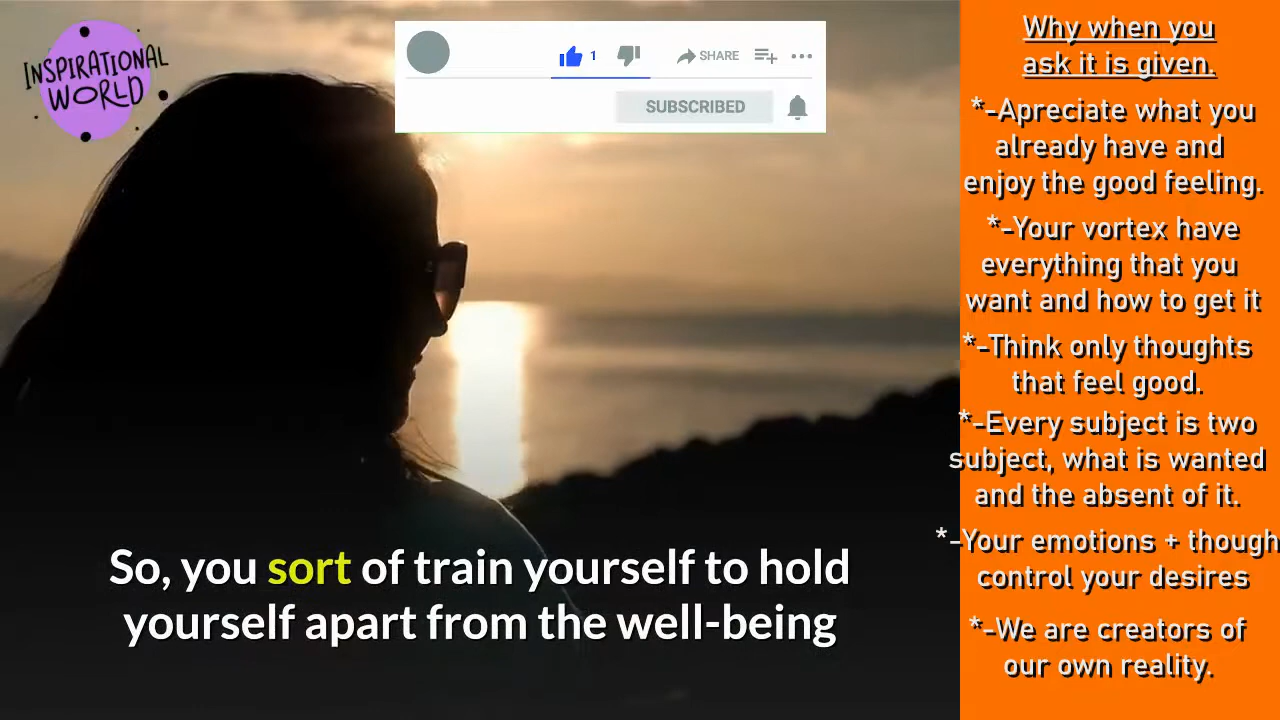 INSPIRATIONAL
WORLD
1
SHARE
SUBSCRIBED
So, you sort of train yourself to hold
yourself apart from the well-being
Why when you
ask it is given.
*-Apreciate what you
already have and
enjoy the good feeling.
*-Your vortex have
everything that you
want and how to get it
*-Think only thoughts
that feel good.
*-Every subject is two
subject, what is wanted
and the absent of it.
*-Your emotions + though
control your desires
*-We are creators of
our own reality.